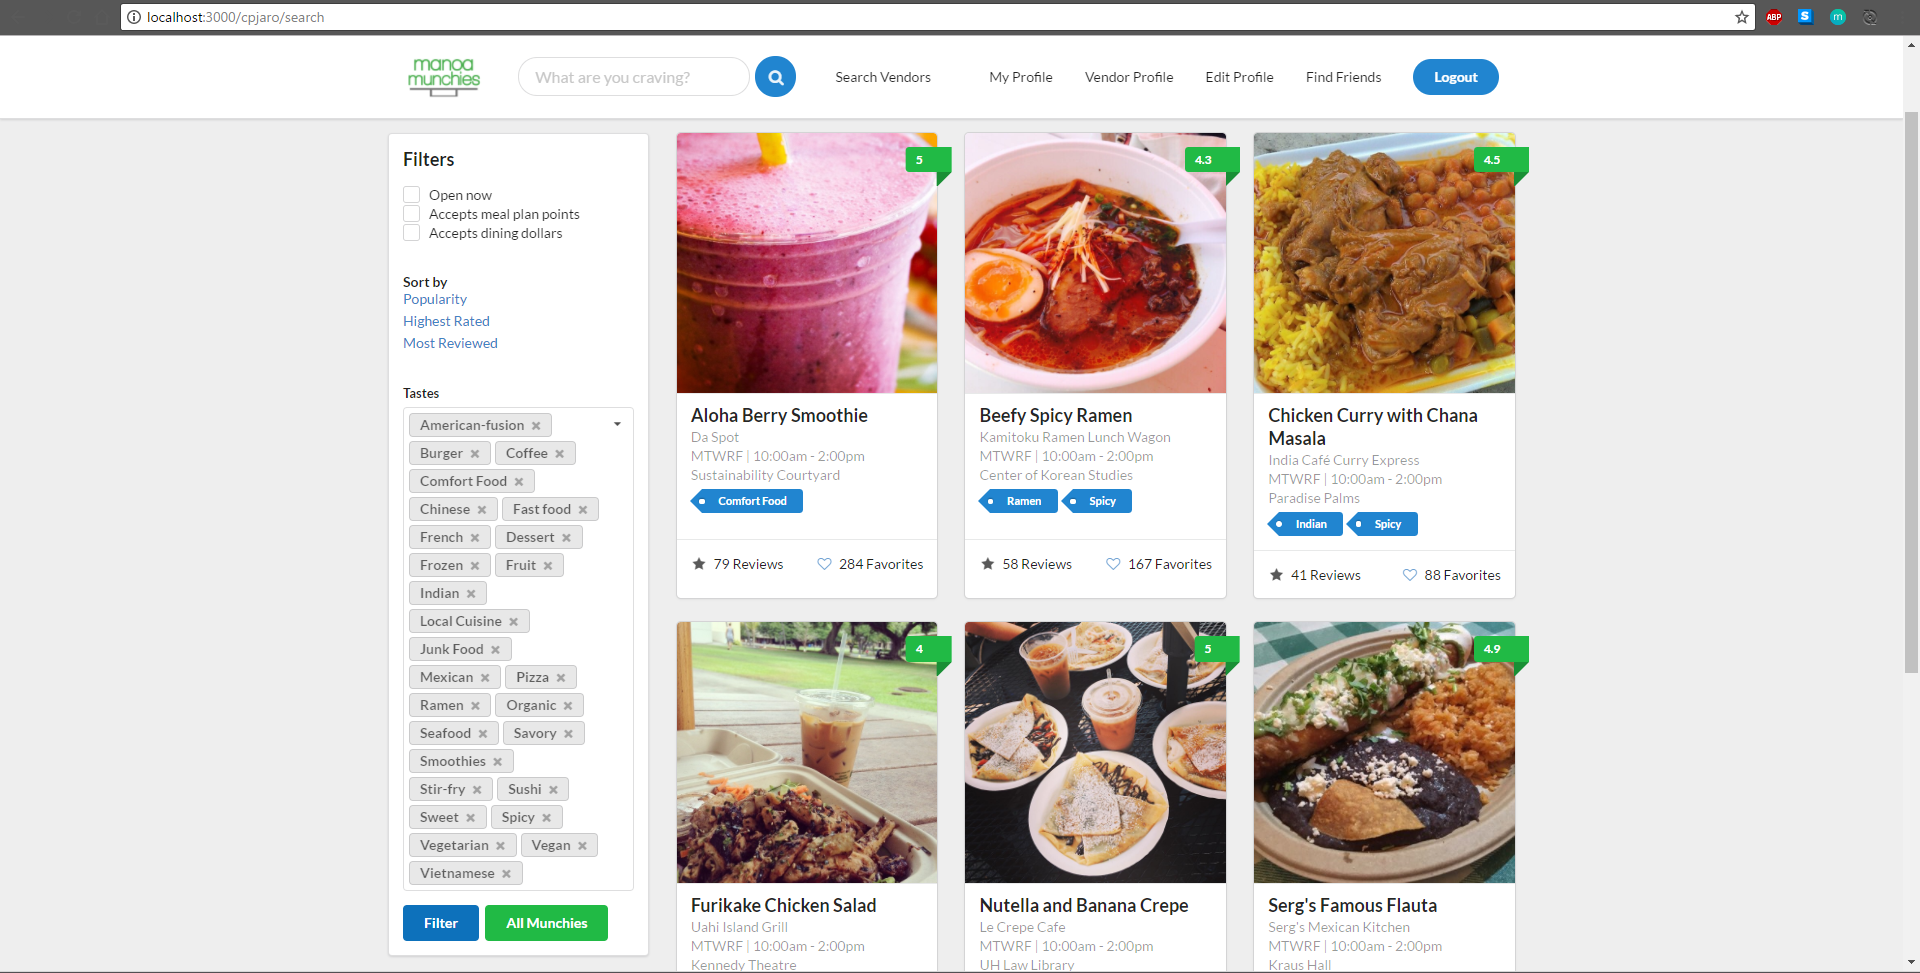 localhost:3000/cpjaro/search
ABP
S
m
manoa
munchies
What are you craving?
Search Vendors
My Profile
Vendor Profile
Edit Profile
Find Friends
Logout
Filters
Open now
Accepts meal plan points
Accepts dining dollars
Sort by
Popularity
Highest Rated
Most Reviewed
Tastes
American-fusion
Burger Coffee
Comfort Food
Chinese Fast food
French Dessert
Frozen Fruit
Indian
Local Cuisine
Junk Food
Mexican Pizza
Ramen Organic
Seafood Savory
Smoothies
Stir-fry Sushi
Sweet Spicy
Vegetarian Vegan
Vietnamese
Filter All Munchies
5
Aloha Berry Smoothie
Da Spot
MTWRF | 10:00am - 2:00pm
Sustainability Courtyard
Comfort Food
79 Reviews 284 Favorites
4.3
Beefy Spicy Ramen
Kamitoku Ramen Lunch Wagon
MTWRF | 10:00am - 2:00pm
Center of Korean Studies
Ramen Spicy
58 Reviews 167 Favorites
4.5
Chicken Curry with Chana
Masala
India Café Curry Express
MTWRF | 10:00am - 2:00pm
Paradise Palms
Indian Spicy
41 Reviews 88 Favorites
4
Furikake Chicken Salad
Uahi Island Grill
MTWRF | 10:00am - 2:00pm
Kennedy Theatre
5
Nutella and Banana Crepe
Le Crepe Cafe
MTWRF | 10:00am - 2:00pm
UH Law Library
4.9
Serg's Famous Flauta
Serg's Mexican Kitchen
MTWRF | 10:00am - 2:00pm
Kraus Hall